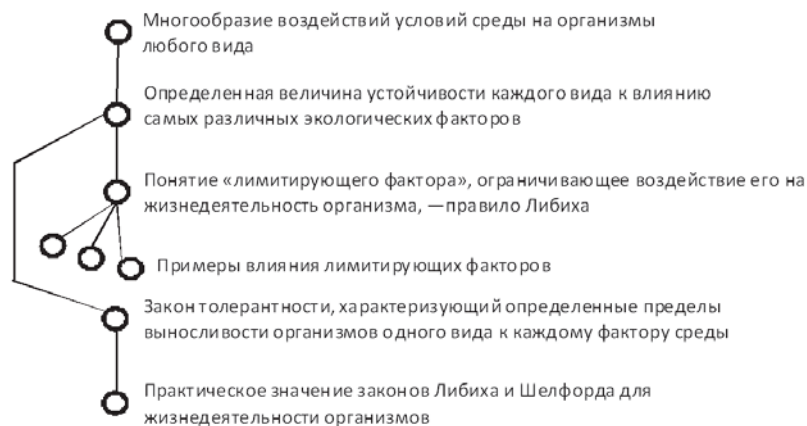 Многообразие воздействий условий среды на организмы
любого вида
Определенная величина устойчивости каждого вида к влиянию
самых различных экологических факторов
Понятие «лимитирующего фактора», ограничивающее воздействие его на
жизнедеятельность организма, —правило Либиха
Примеры влияния лимитирующих факторов
Закон толерантности, характеризующий определенные пределы
выносливости организмов одного вида к каждому фактору среды
Практическое значение законов Либиха и Шелфорда для
жизнедеятельности организмов